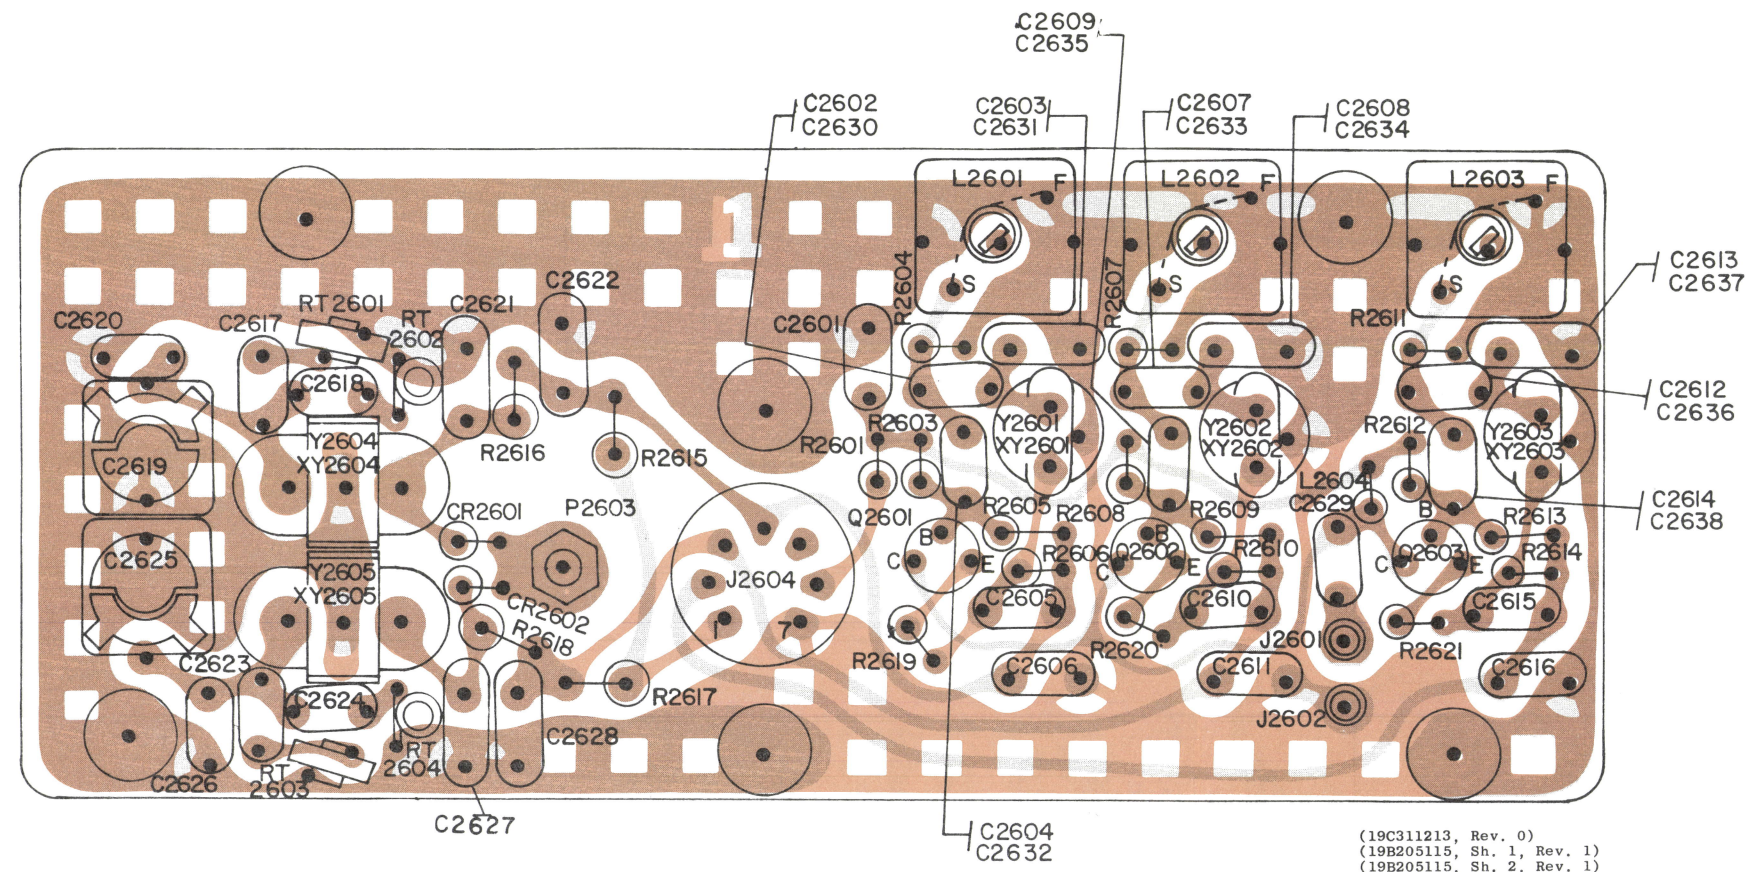 C2609
C2635
C2602
C2630
C2603
C2631
C2607
C2633
C2608
C2634
L2601 F
L2602 F
L2603 F
1
S
S
S
C2613
C2637
R2604
R2607
C2622
RT2601
C2621
C2620
C2617
RT
2602
C2601
R2611
C2618
C2612
C2636
Y2604
XY2604
R2616
R2615
R2601
R2603
Y2601
XY2601
Y2602
XY2602
R2612
Y2603
XY2603
C2619
L2604
C2629
C2614
C2638
CR2601
P2603
Q2601
R2605
R2608
R2609
B
R2613
B
B
C2625
Y2605
XY2605
J2604
C
E
R2606
C
Q2602
E
R2610
C
Q2603
E
R2614
CR2602
R2618
1 7
C2605
C2610
C2615
J2601
C2623
R2619
C2606
R2620
C2611
R2621
C2616
C2624
R2617
J2602
C2626
RT
2603
RT
2604
C2628
C2627
C2604
C2632
(19C311213, Rev. 0)
(19B205115, Sh. 1, Rev. 1)
(19B205115, Sh. 2, Rev. 1)